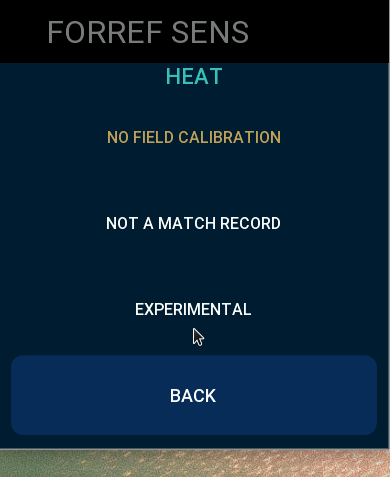 FORREF SENS
HEAT
NO FIELD CALIBRATION
NOT A MATCH RECORD
EXPERIMENTAL
BACK